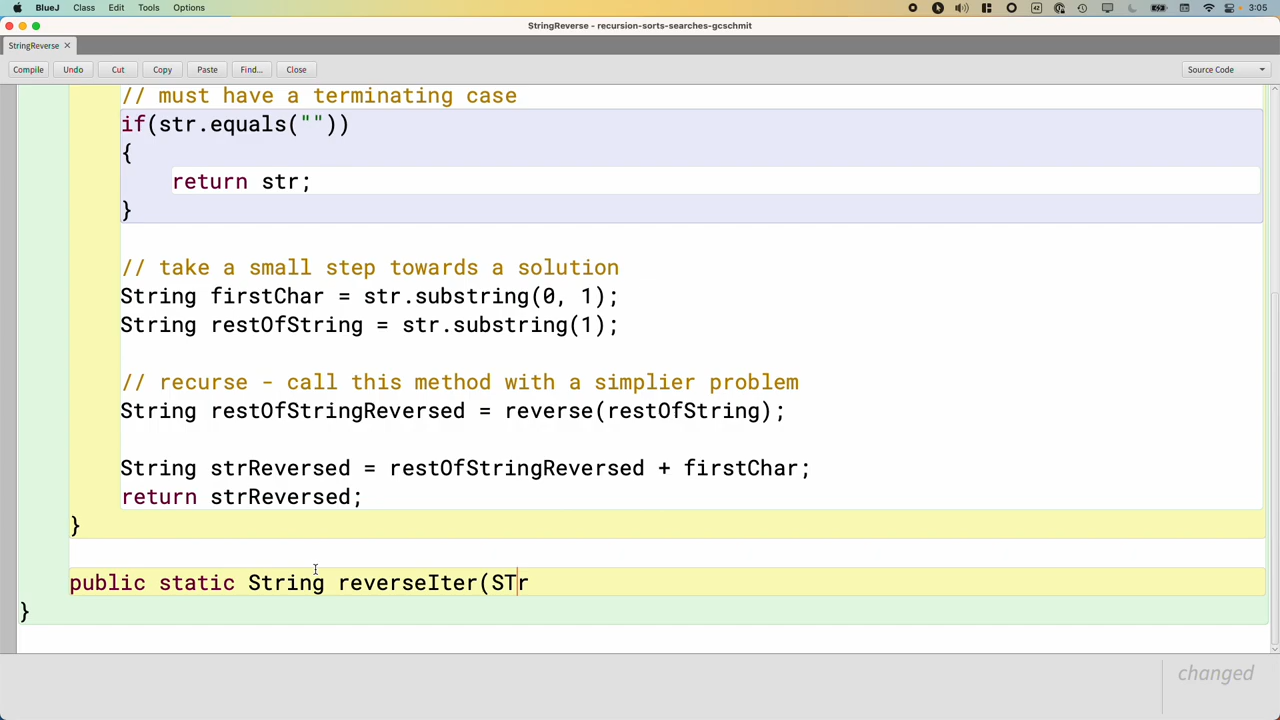 BlueJ Class Edit Tools Options 42 3:05
StringReverse - recursion-sorts-searches-gcschmit
StringReverse ×
Compile Undo Cut Copy Paste Find... Close Source Code
// must have a terminating case
if(str.equals(""))
{
return str;
}
// take a small step towards a solution
String firstChar = str.substring(0, 1);
String restOfString = str.substring(1);
// recurse - call this method with a simplier problem
String restOfStringReversed = reverse(restOfString);
String strReversed = restOfStringReversed + firstChar;
return strReversed;
}
public static String reverseIter(STr
}
changed